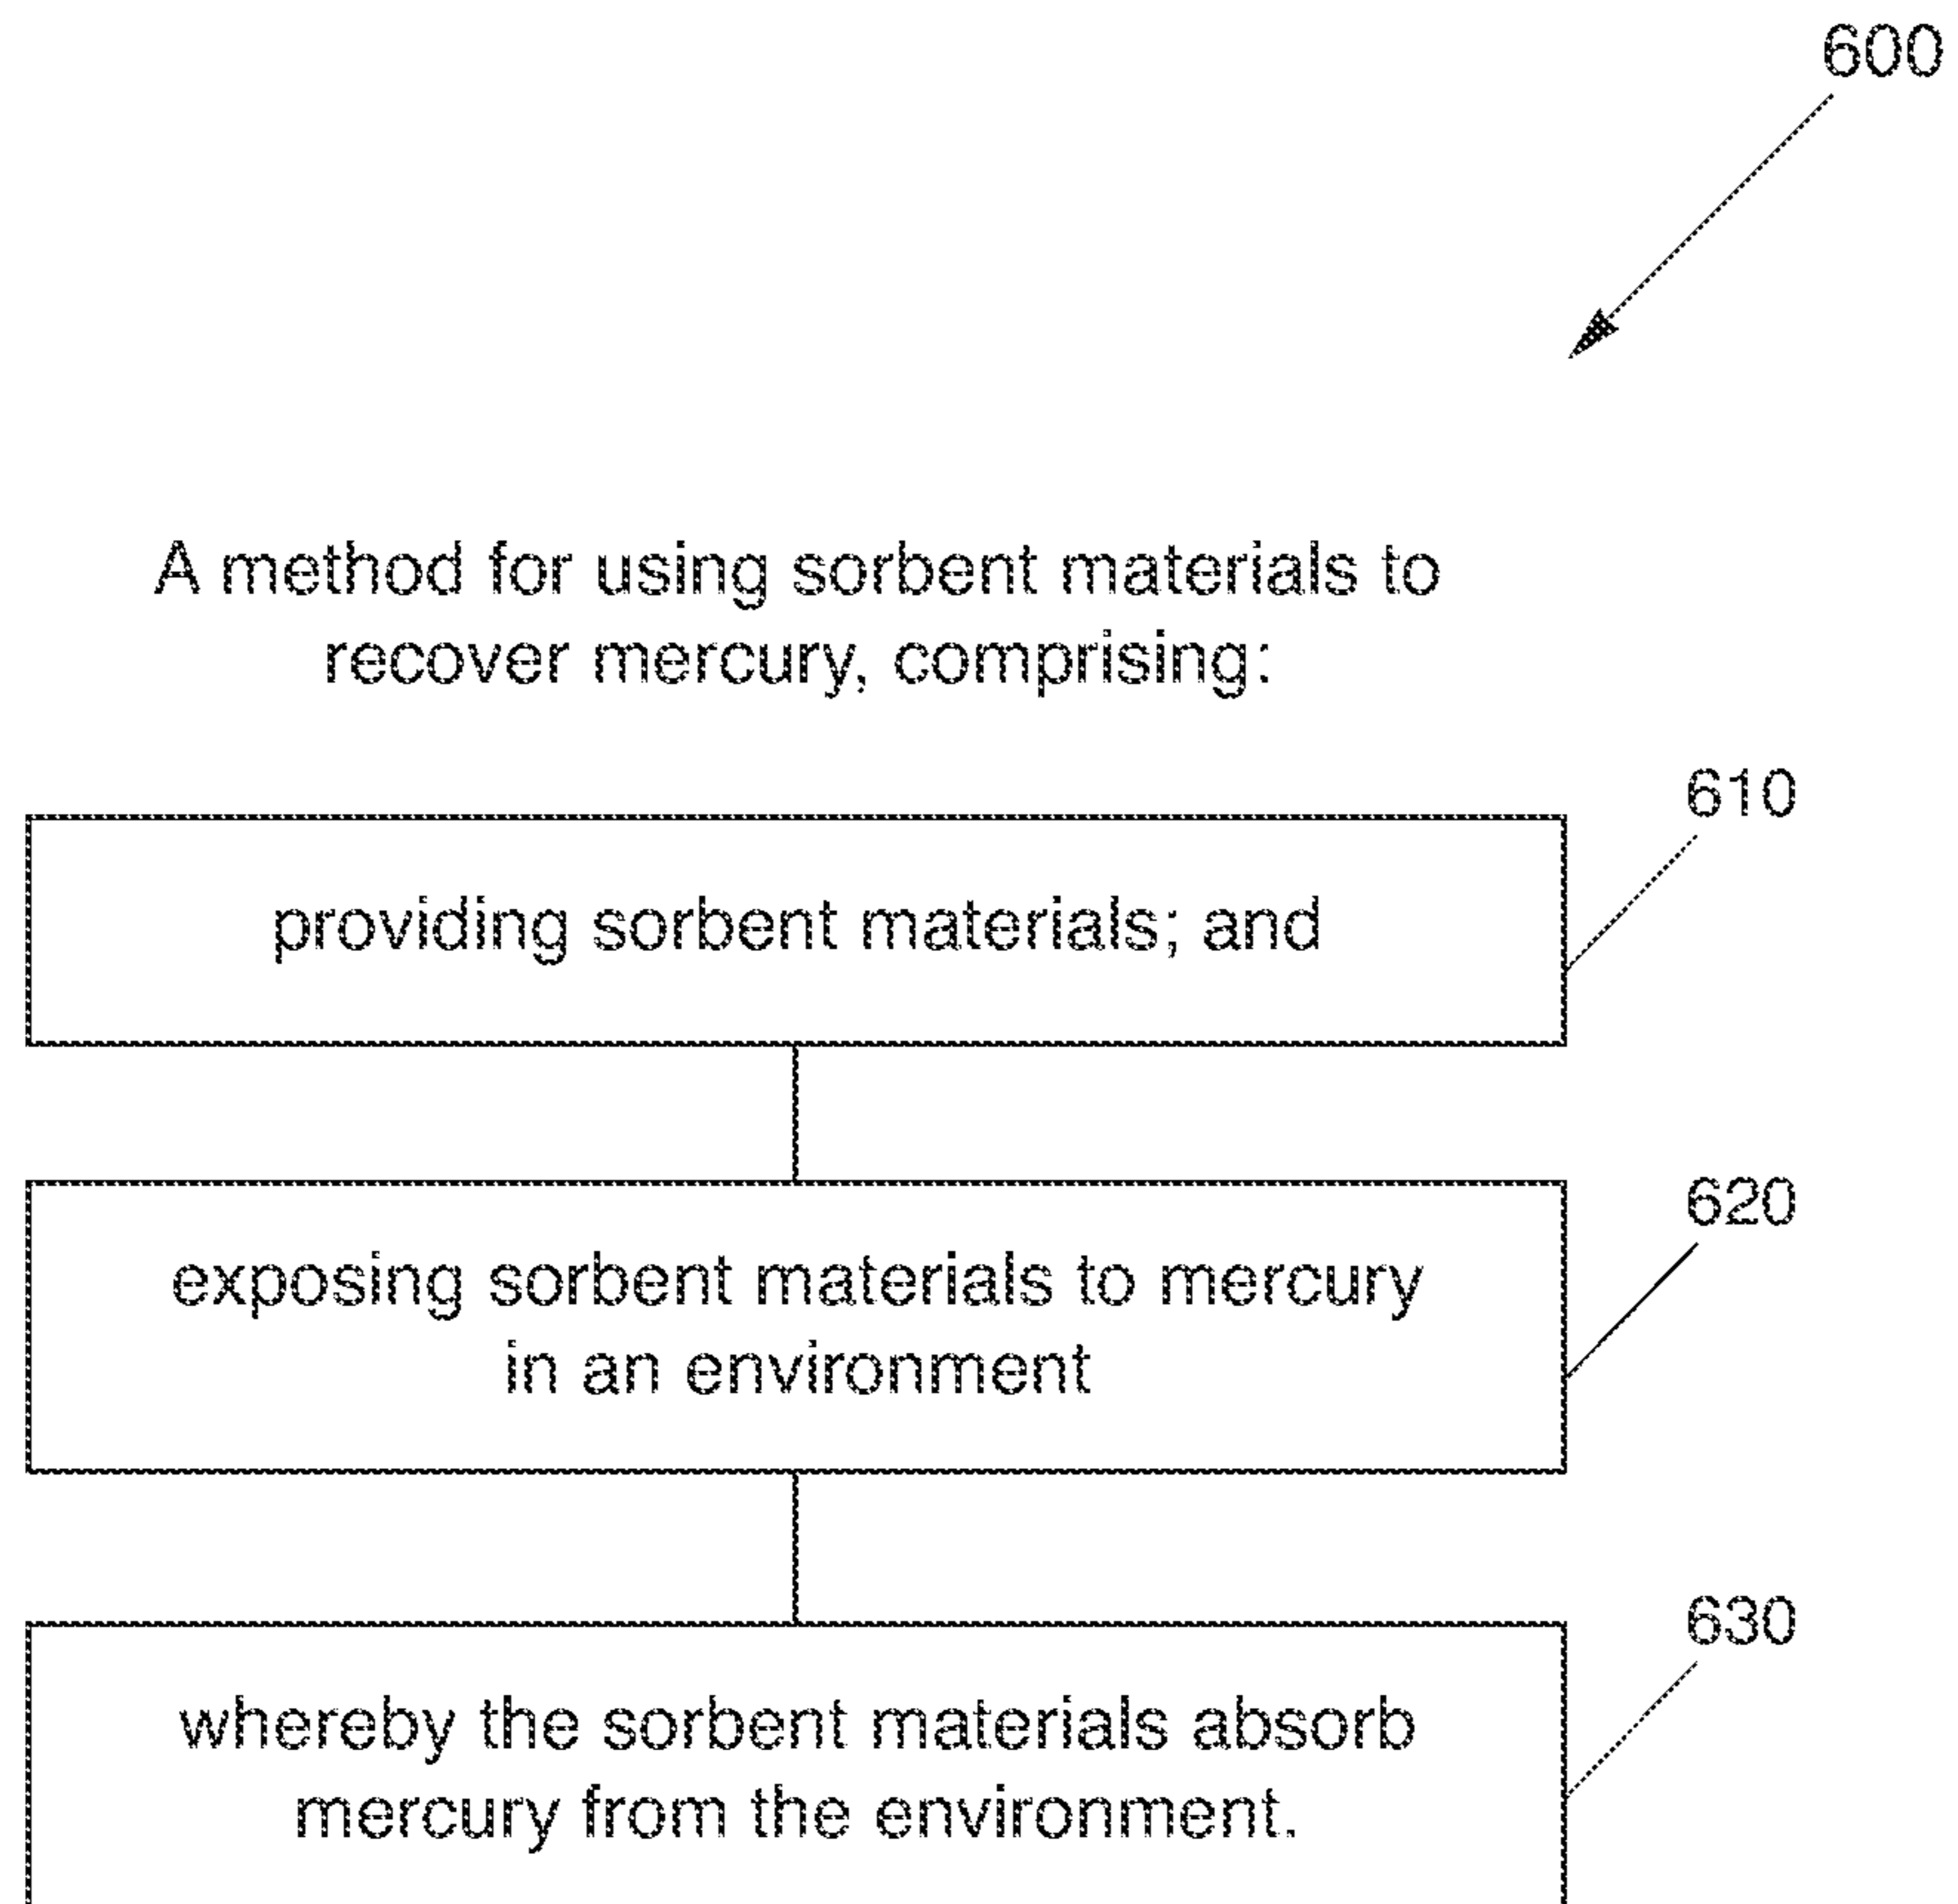 600
A method for using sorbent materials to
recover mercury, comprising:
610
providing sorbent materials; and
620
exposing sorbent materials to mercury
in an environment
630
whereby the sorbent materials absorb
mercury from the environment.